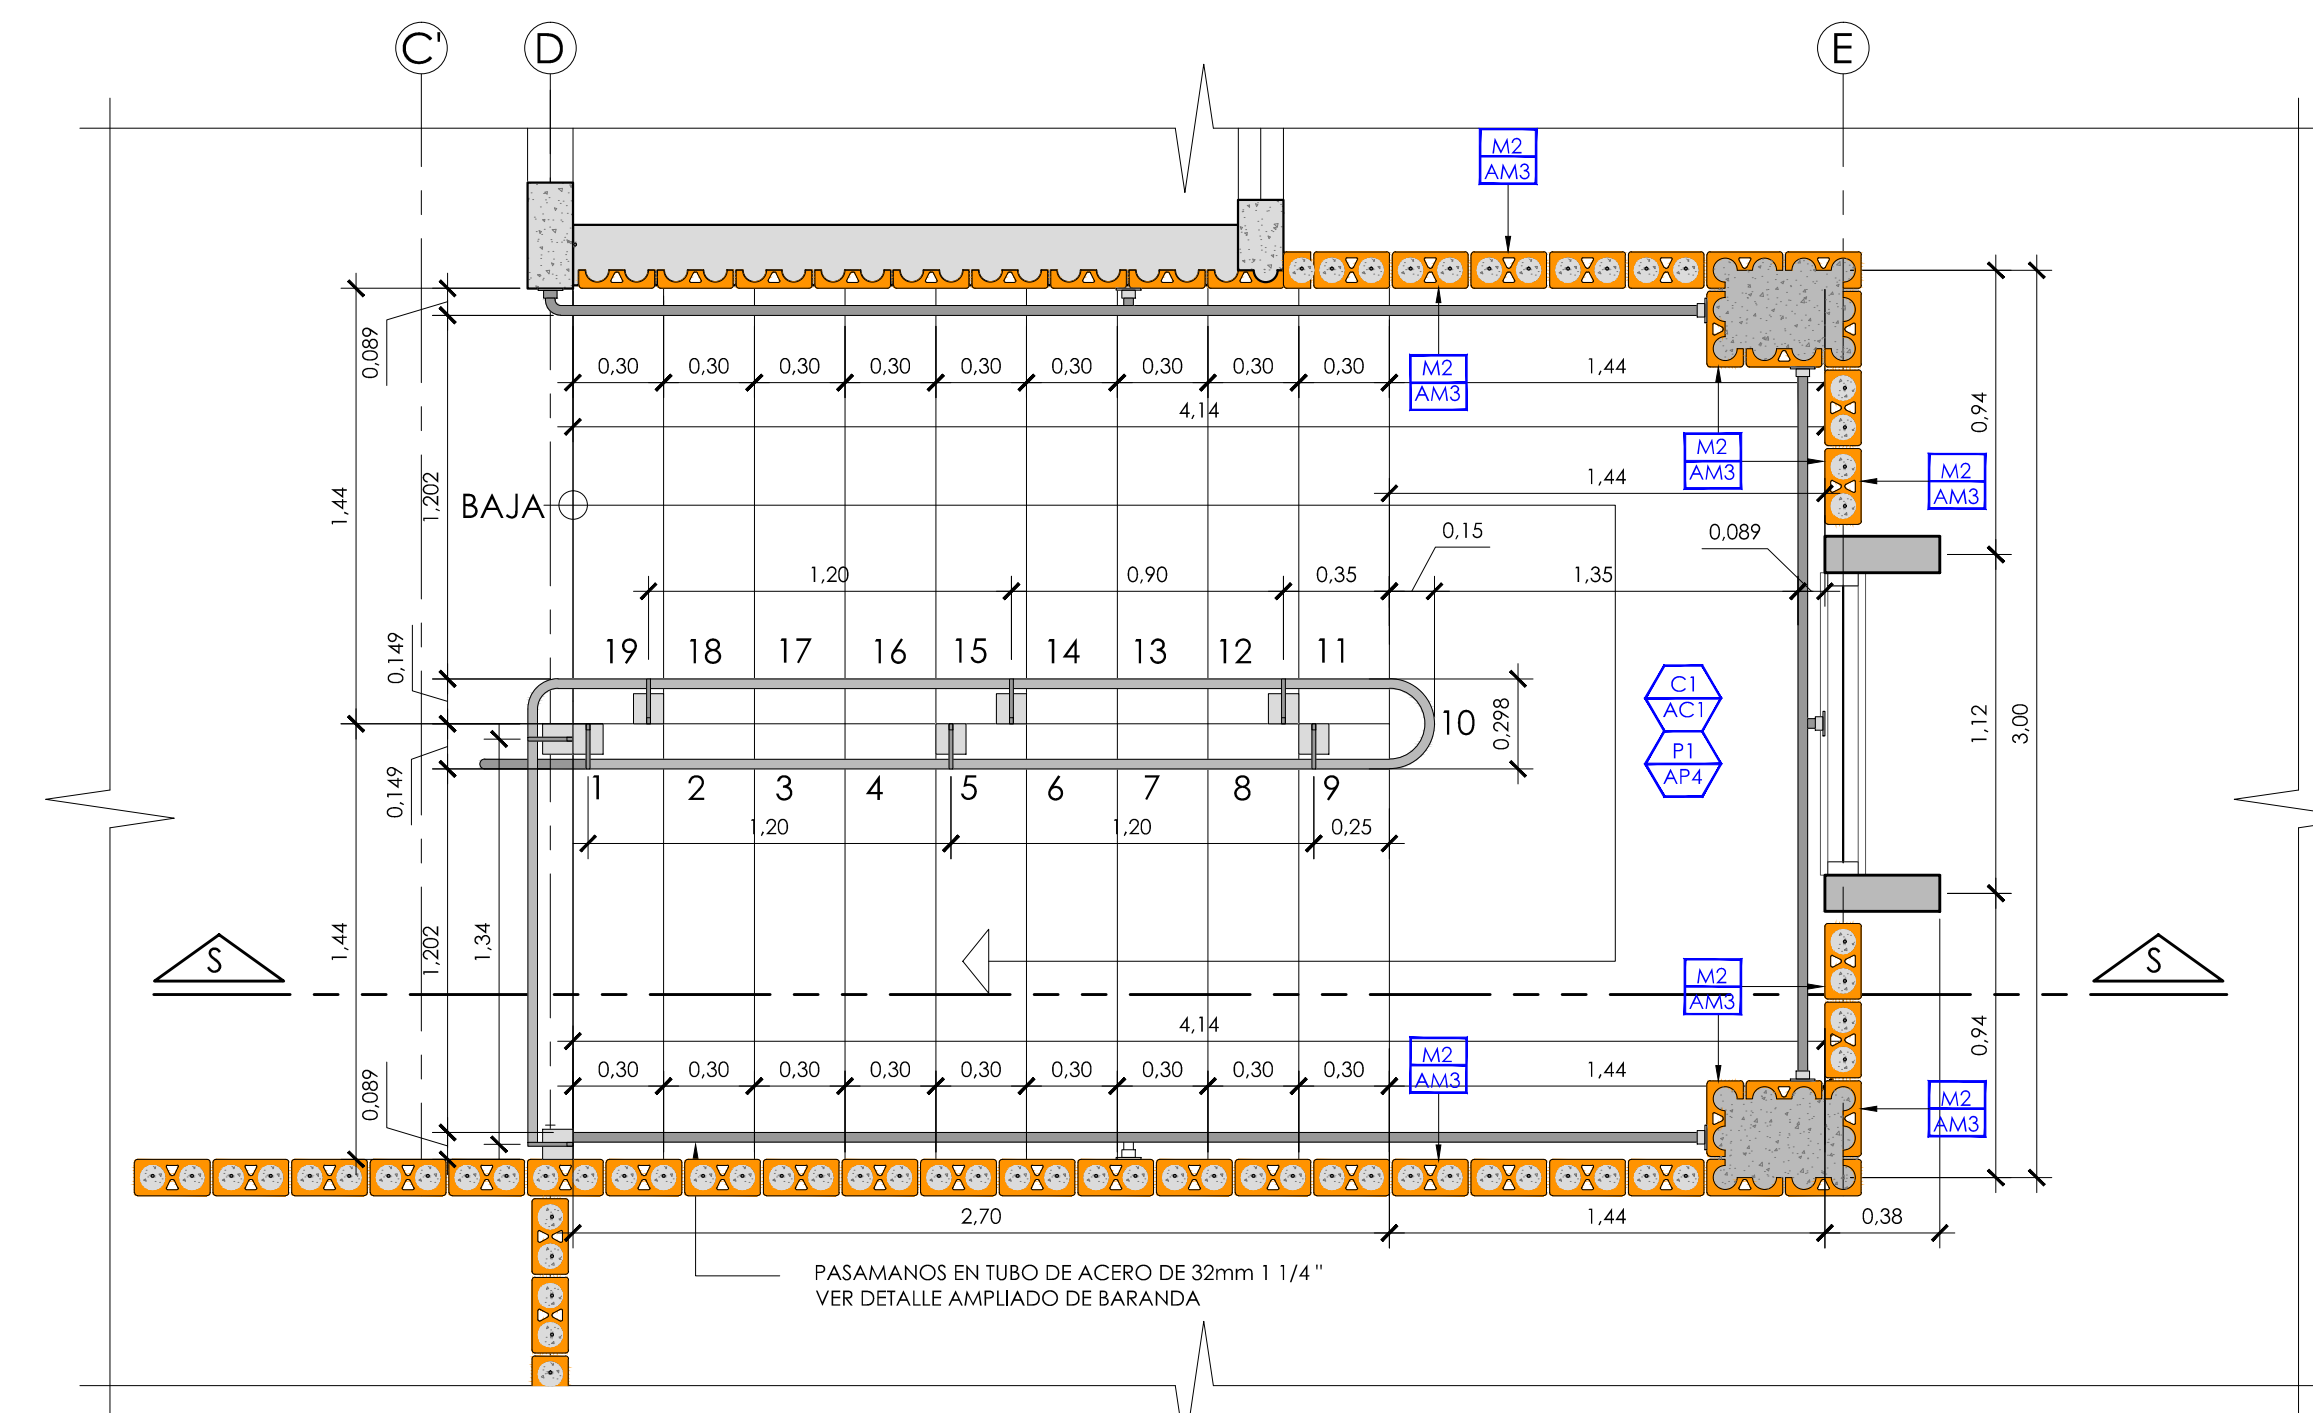 C' D E
M2
AM3
0,30 0,30 0,30 0,30 0,30 0,30 0,30 0,30 0,30 1,44
M2
AM3
0,089
4,14
0,94
M2
AM3
M2
AM3
1,44
1,44
1,202
BAJA
0,15
0,089
1,20 0,90 0,35 1,35
0,149
19 18 17 16 15 14 13 12 11
C1
AC1
10
0,298
1,12
3,00
P1
AP4
0,149
1 2 3 4 5 6 7 8 9
1,20 1,20 0,25
1,44
1,202
1,34
S S
M2
AM3
4,14
0,94
0,089
0,30 0,30 0,30 0,30 0,30 0,30 0,30 0,30 0,30 1,44
M2
AM3
M2
AM3
2,70 1,44 0,38
PASAMANOS EN TUBO DE ACERO DE 32mm 1 1/4 "
VER DETALLE AMPLIADO DE BARANDA